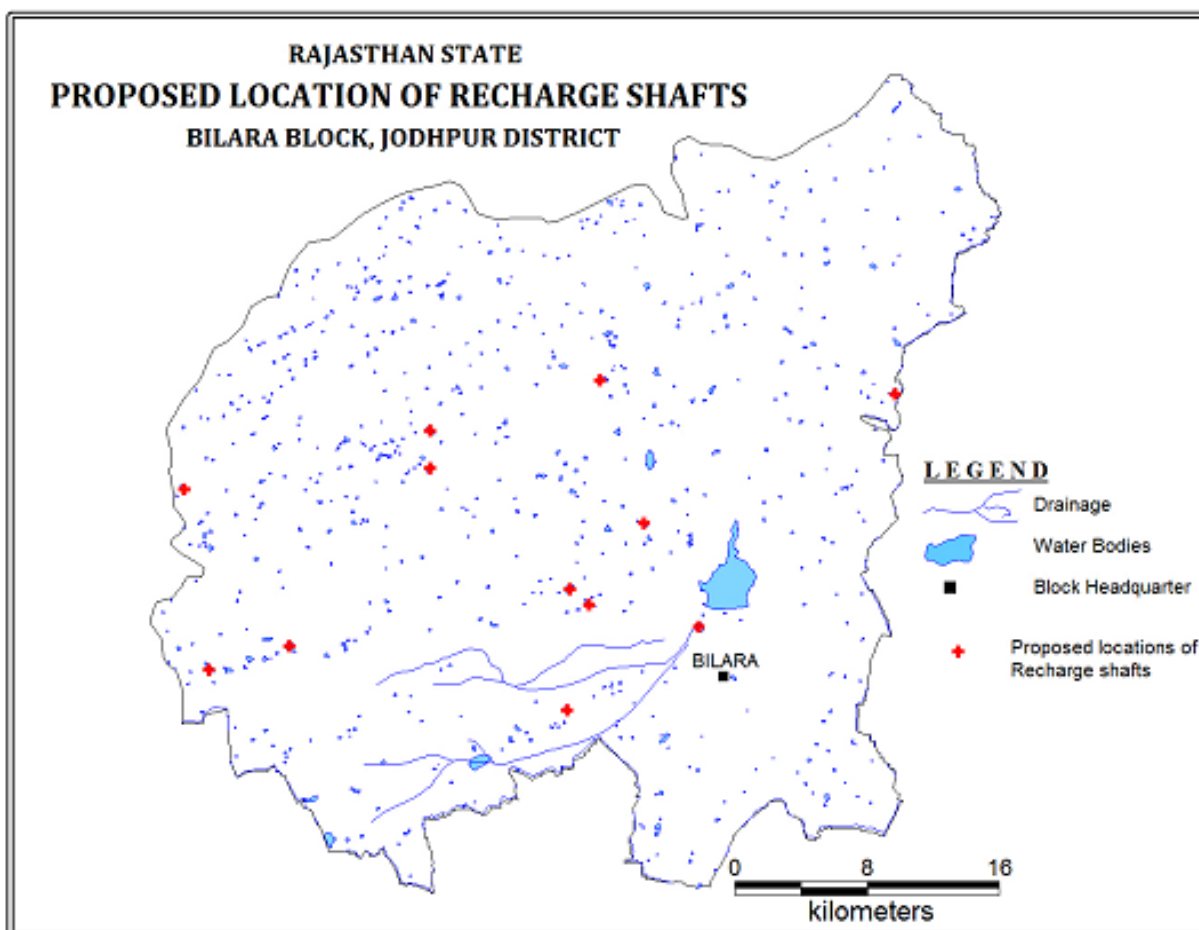 RAJASTHAN STATE
PROPOSED LOCATION OF RECHARGE SHAFTS
BILARA BLOCK, JODHPUR DISTRICT
LEGEND
Drainage
Water Bodies
Block Headquarter
Proposed locations of
Recharge shafts
BILARA
0 8 16
kilometers